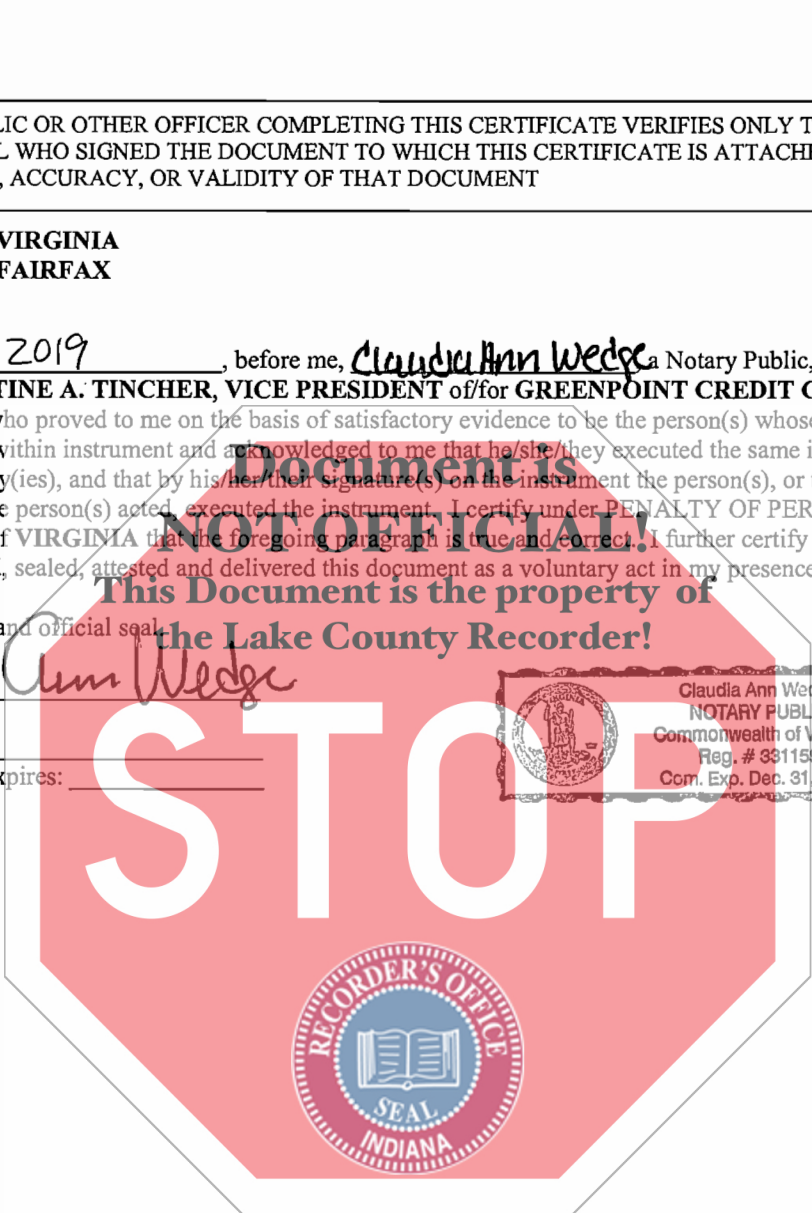 LIC OR OTHER OFFICER COMPLETING THIS CERTIFICATE VERIFIES ONLY T
L WHO SIGNED THE DOCUMENT TO WHICH THIS CERTIFICATE IS ATTACH
, ACCURACY, OR VALIDITY OF THAT DOCUMENT
VIRGINIA
FAIRFAX
2019, before me, Claudia Ann Wedge a Notary Public,
TINE A. TINCHER, VICE PRESIDENT of/for GREENPOINT CREDIT C
who proved to me on the basis of satisfactory evidence to be the person(s) whose
within instrument and acknowledged to me that he/she/they executed the same i
Document is
y(ies), and that by his/her/their signature(s) on the instrument the person(s), or
e person(s) acted, executed the instrument. I certify under PENALTY OF PER
NOT OFFICIAL!
f VIRGINIA that the foregoing paragraph is true and correct. I further certify
, sealed, attested and delivered this document as a voluntary act in my presence
This Document is the property of
and official seal.
the Lake County Recorder!
Ann Wedge
Claudia Ann Wed
NOTARY PUBL
Commonwealth of V
Reg. # 33115
Com. Exp. Dec. 31,
xpires:
STOP
RECORDER'S OFFICE
SEAL
INDIANA